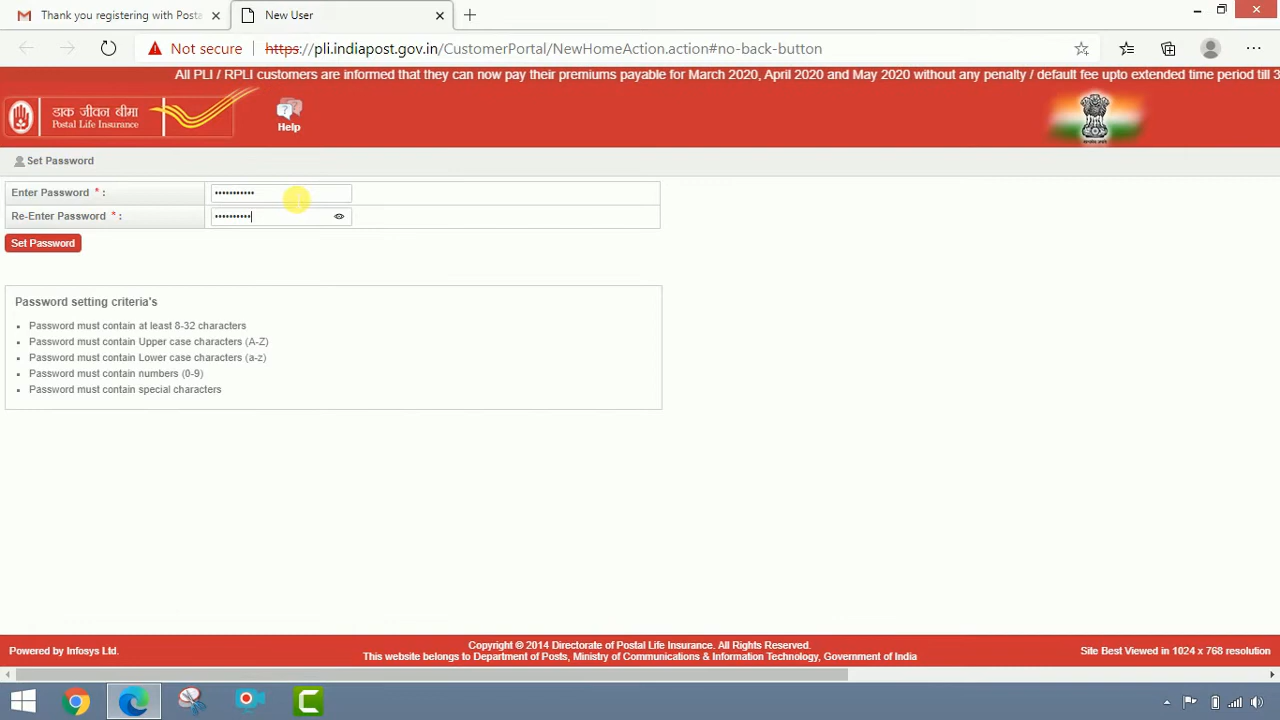 Thank you registering with Posta
New User
Not secure
https://pli.indiapost.gov.in/CustomerPortal/NewHomeAction.action#no-back-button
All PLI / RPLI customers are informed that they can now pay their premiums payable for March 2020, April 2020 and May 2020 without any penalty / default fee upto extended time period till 3
डाक जीवन बीमा
Postal Life Insurance
Help
Set Password
Enter Password * : •••••••••••
Re-Enter Password * : ••••••••••
Set Password
Password setting criteria's
Password must contain at least 8-32 characters
Password must contain Upper case characters (A-Z)
Password must contain Lower case characters (a-z)
Password must contain numbers (0-9)
Password must contain special characters
Powered by Infosys Ltd.
Copyright © 2014 Directorate of Postal Life Insurance. All Rights Reserved.
This website belongs to Department of Posts, Ministry of Communications & Information Technology, Government of India
Site Best Viewed in 1024 x 768 resolution